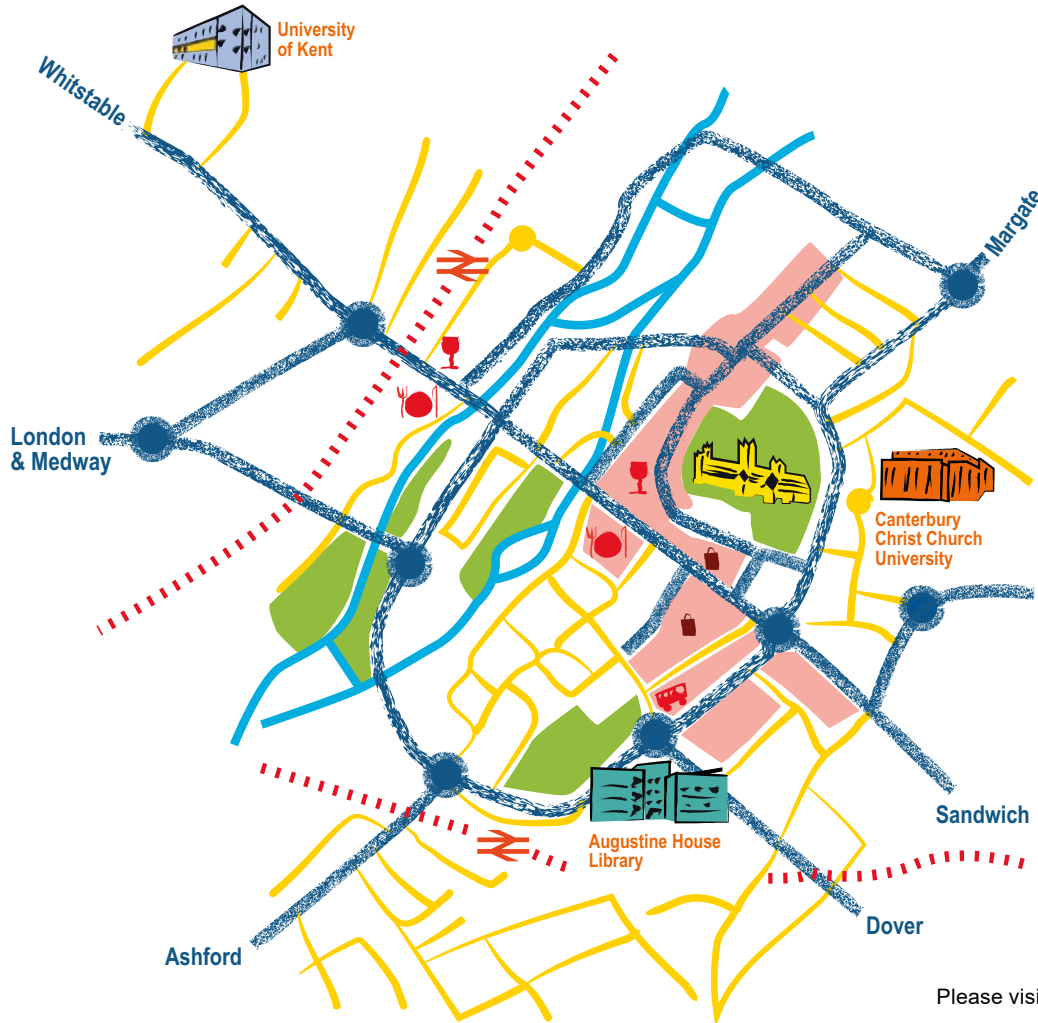 University
of Kent
Whitstable
Margate
London
& Medway
Canterbury
Christ Church
University
Sandwich
Augustine House
Library
Dover
Ashford
Please visi